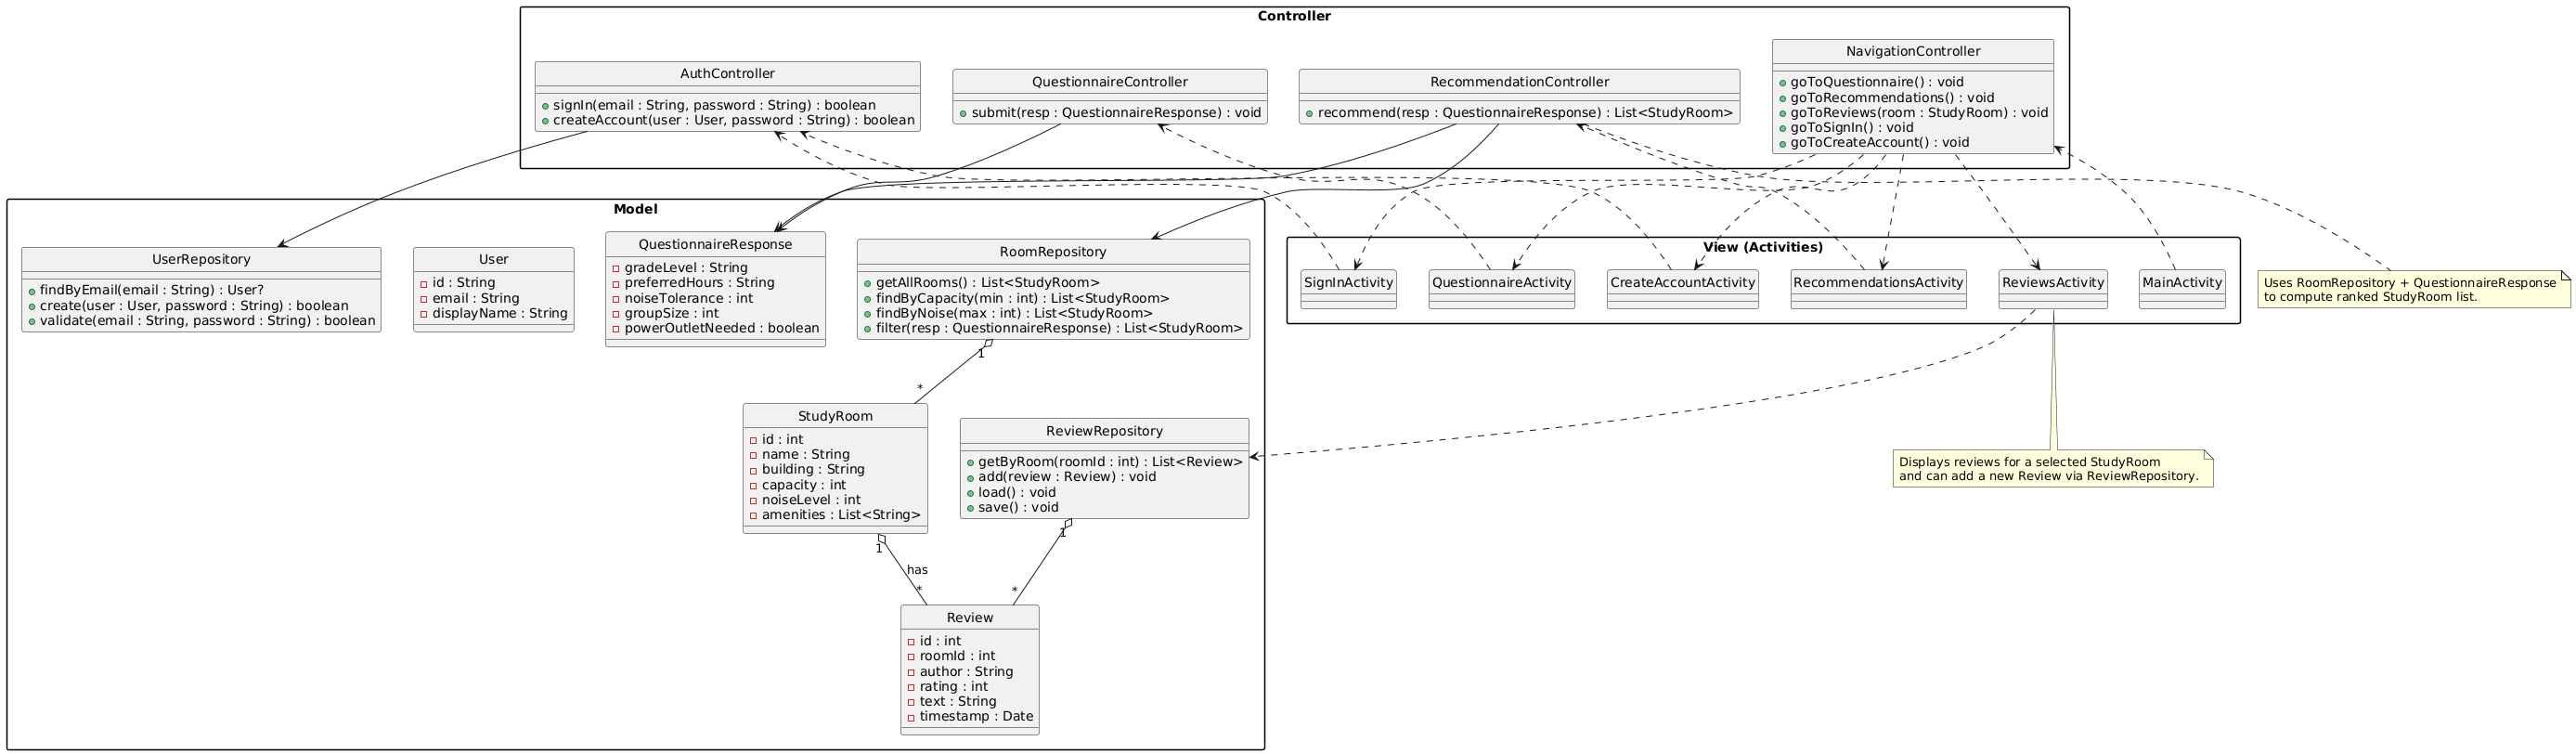 Controller
AuthController
signIn(email : String, password : String) : boolean
createAccount(user : User, password : String) : boolean
QuestionnaireController
submit(resp : QuestionnaireResponse) : void
RecommendationController
recommend(resp : QuestionnaireResponse) : List<StudyRoom>
NavigationController
goToQuestionnaire() : void
goToRecommendations() : void
goToReviews(room : StudyRoom) : void
goToSignIn() : void
goToCreateAccount() : void
Model
UserRepository
findByEmail(email : String) : User?
create(user : User, password : String) : boolean
validate(email : String, password : String) : boolean
User
id : String
email : String
displayName : String
QuestionnaireResponse
gradeLevel : String
preferredHours : String
noiseTolerance : int
groupSize : int
powerOutletNeeded : boolean
RoomRepository
getAllRooms() : List<StudyRoom>
findByCapacity(min : int) : List<StudyRoom>
findByNoise(max : int) : List<StudyRoom>
filter(resp : QuestionnaireResponse) : List<StudyRoom>
1
*
StudyRoom
id : int
name : String
building : String
capacity : int
noiseLevel : int
amenities : List<String>
ReviewRepository
getByRoom(roomId : int) : List<Review>
add(review : Review) : void
load() : void
save() : void
1
has
*
1
*
Review
id : int
roomId : int
author : String
rating : int
text : String
timestamp : Date
View (Activities)
SignInActivity
QuestionnaireActivity
CreateAccountActivity
RecommendationsActivity
ReviewsActivity
MainActivity
Uses RoomRepository + QuestionnaireResponse
to compute ranked StudyRoom list.
Displays reviews for a selected StudyRoom
and can add a new Review via ReviewRepository.